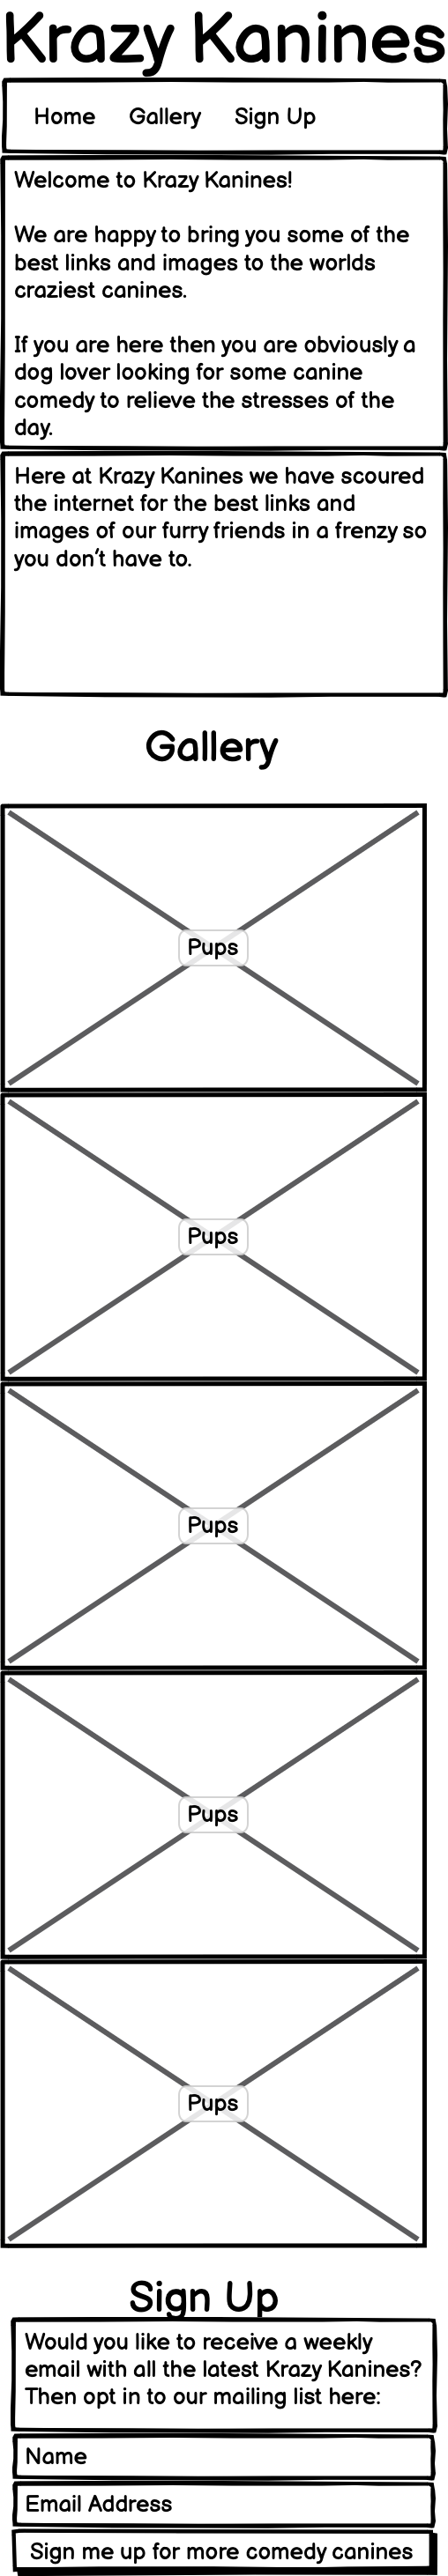 Krazy Kanines
Home Gallery Sign Up
Welcome to Krazy Kanines!
We are happy to bring you some of the
best links and images to the worlds
craziest canines.
If you are here then you are obviously a
dog lover looking for some canine
comedy to relieve the stresses of the
day.
Here at Krazy Kanines we have scoured
the internet for the best links and
images of our furry friends in a frenzy so
you don't have to.
Gallery
Pups
Pups
Pups
Pups
Pups
Sign Up
Would you like to receive a weekly
email with all the latest Krazy Kanines?
Then opt in to our mailing list here:
Name
Email Address
Sign me up for more comedy canines